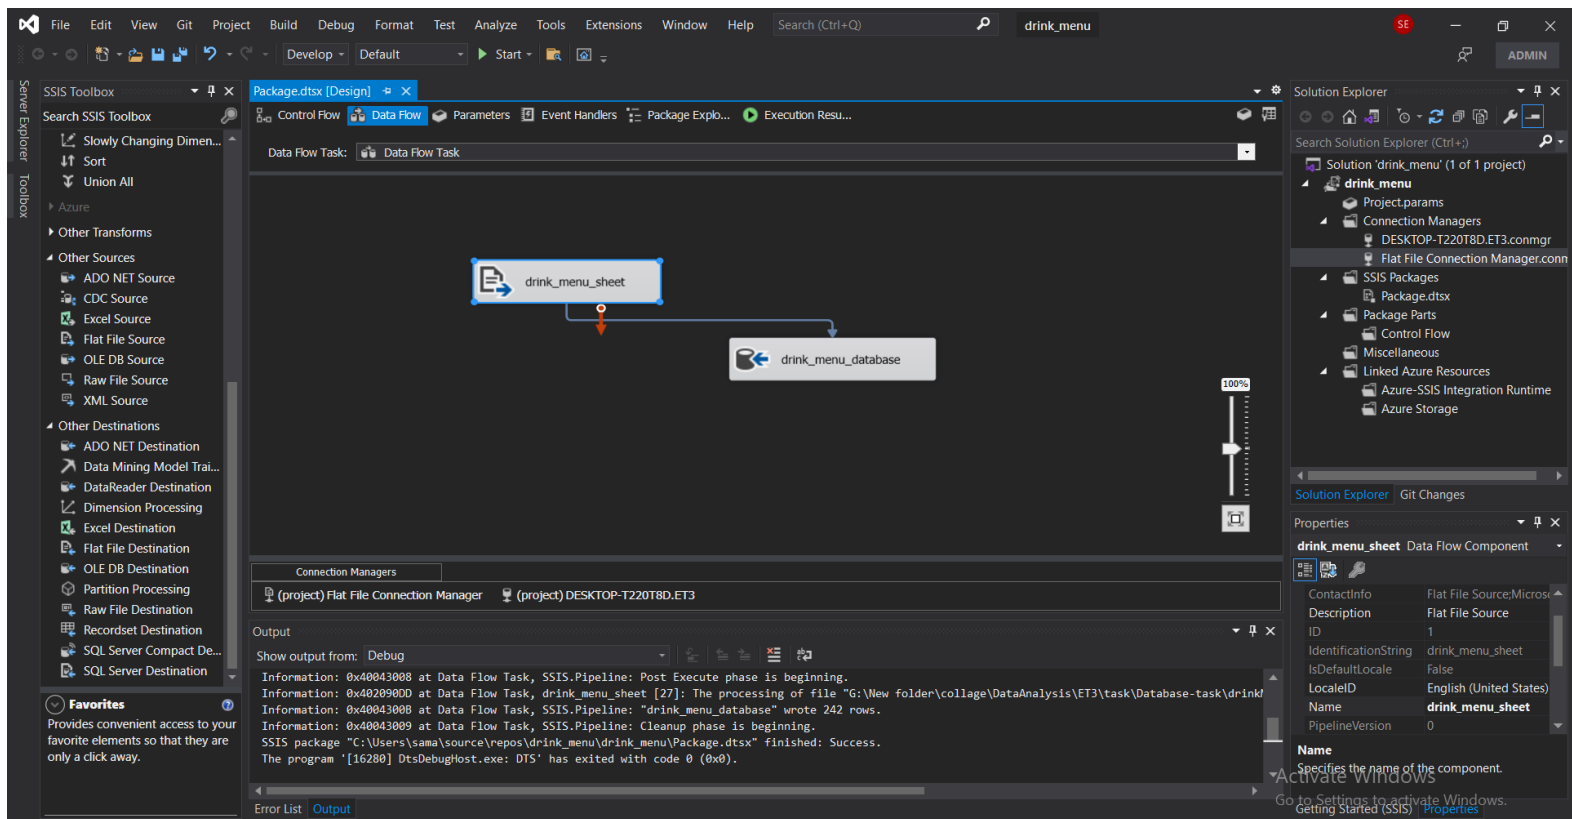 File Edit View Git Project Build Debug Format Test Analyze Tools Extensions Window Help Search (Ctrl+Q) drink_menu SE
Develop Default Start ADMIN
Server Explorer
Toolbox
SSIS Toolbox
Search SSIS Toolbox
Slowly Changing Dimen...
Sort
Union All
Azure
Other Transforms
Other Sources
ADO NET Source
CDC Source
Excel Source
Flat File Source
OLE DB Source
Raw File Source
XML Source
Other Destinations
ADO NET Destination
Data Mining Model Trai...
DataReader Destination
Dimension Processing
Excel Destination
Flat File Destination
OLE DB Destination
Partition Processing
Raw File Destination
Recordset Destination
SQL Server Compact De...
SQL Server Destination
Favorites
Provides convenient access to your
favorite elements so that they are
only a click away.
Package.dtsx [Design]
Control Flow Data Flow Parameters Event Handlers Package Explo... Execution Resu...
Data Flow Task: Data Flow Task
drink_menu_sheet
drink_menu_database
100%
Connection Managers
(project) Flat File Connection Manager (project) DESKTOP-T220T8D.ET3
Output
Show output from: Debug
Information: 0x40043008 at Data Flow Task, SSIS.Pipeline: Post Execute phase is beginning.
Information: 0x402090DD at Data Flow Task, drink_menu_sheet [27]: The processing of file "G:\New folder\collage\DataAnalysis\ET3\task\Database-task\drink
Information: 0x4004300B at Data Flow Task, SSIS.Pipeline: "drink_menu_database" wrote 242 rows.
Information: 0x40043009 at Data Flow Task, SSIS.Pipeline: Cleanup phase is beginning.
SSIS package "C:\Users\sama\source\repos\drink_menu\drink_menu\Package.dtsx" finished: Success.
The program '[16280] DtsDebugHost.exe: DTS' has exited with code 0 (0x0).
Error List Output
Solution Explorer
Search Solution Explorer (Ctrl+;)
Solution 'drink_menu' (1 of 1 project)
drink_menu
Project.params
Connection Managers
DESKTOP-T220T8D.ET3.conmgr
Flat File Connection Manager.conm
SSIS Packages
Package.dtsx
Package Parts
Control Flow
Miscellaneous
Linked Azure Resources
Azure-SSIS Integration Runtime
Azure Storage
Solution Explorer Git Changes
Properties
drink_menu_sheet Data Flow Component
ContactInfo Flat File Source;Microso
Description Flat File Source
ID 1
IdentificationString drink_menu_sheet
IsDefaultLocale False
LocaleID English (United States)
Name drink_menu_sheet
PipelineVersion 0
Name
Specifies the name of the component.
Activate Windows
Go to Settings to activate Windows.
Getting Started (SSIS) Properties